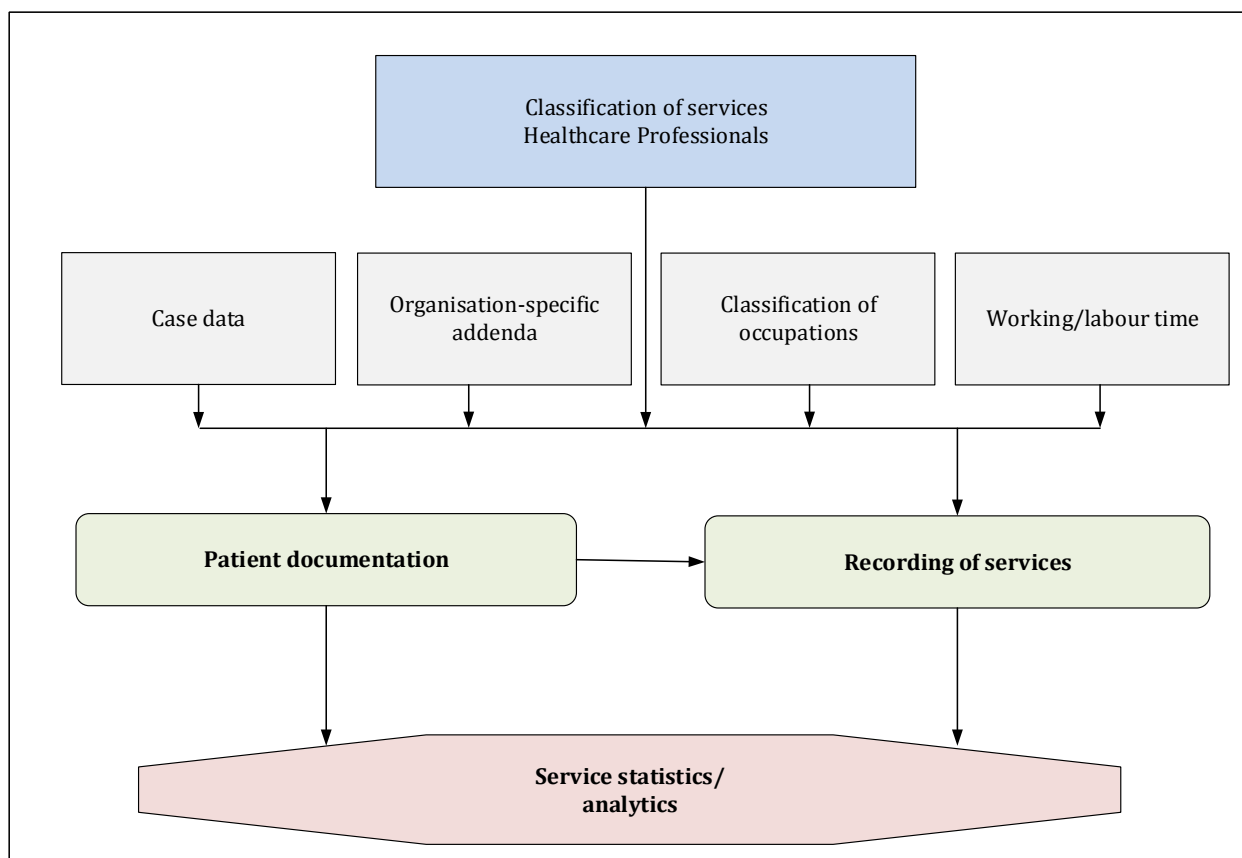 Classification of services
Healthcare Professionals
Case data
Organisation-specific
addenda
Classification of
occupations
Working/labour time
Patient documentation
Recording of services
Service statistics/
analytics